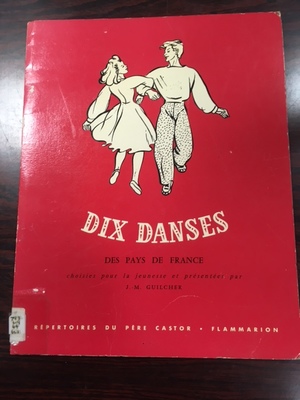 DIX DANSES
DES PAYS DE FRANCE
choisies pour la jeunesse et présentées par
J. M. GUILCHER
RÉPERTOIRES DU PÈRE CASTOR • FLAMMARION